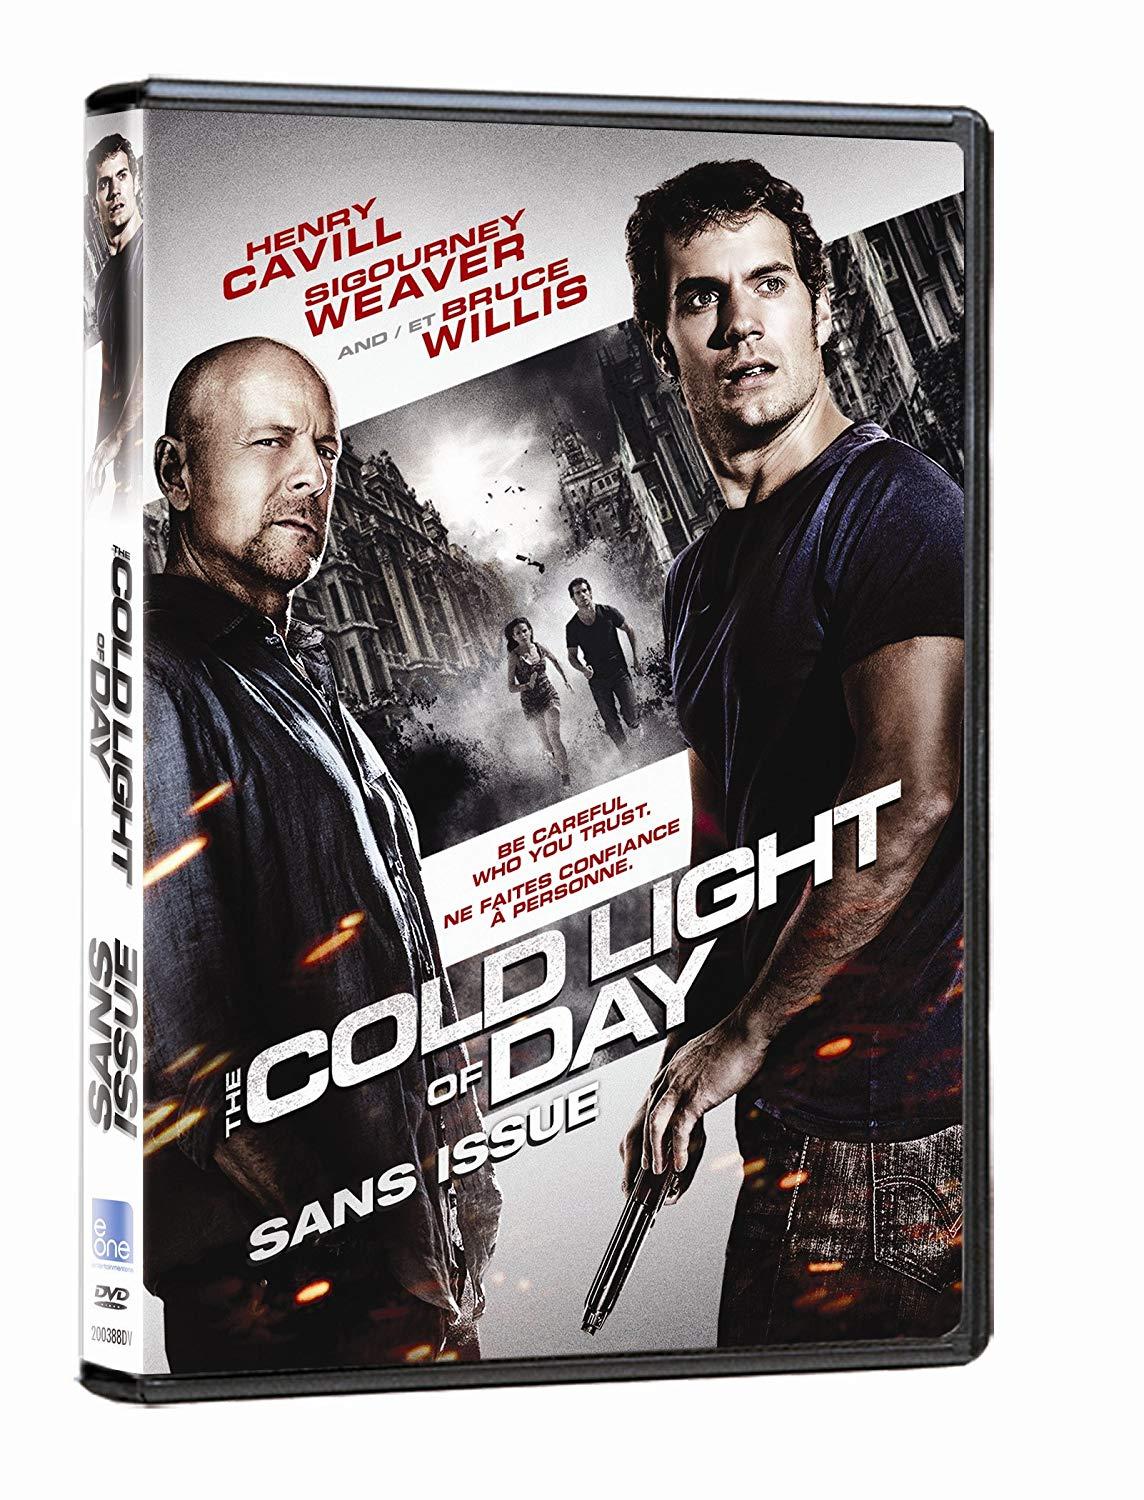 HENRY
CAVILL
SIGOURNEY
WEAVER
AND / ET BRUCE
WILLIS
BE CAREFUL
WHO YOU TRUST.
NE FAITES CONFIANCE
À PERSONNE.
THE COLD LIGHT
OF DAY
SANS ISSUE
THE COLD LIGHT
OF DAY
SANS
ISSUE
e
one
entertainment
DVD
200388DV